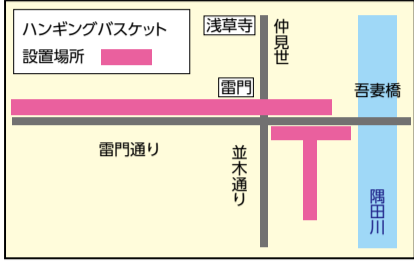 ハンギングバスケット
設置場所
浅草寺
仲見世
雷門
吾妻橋
雷門通り
並木通り
隅田川